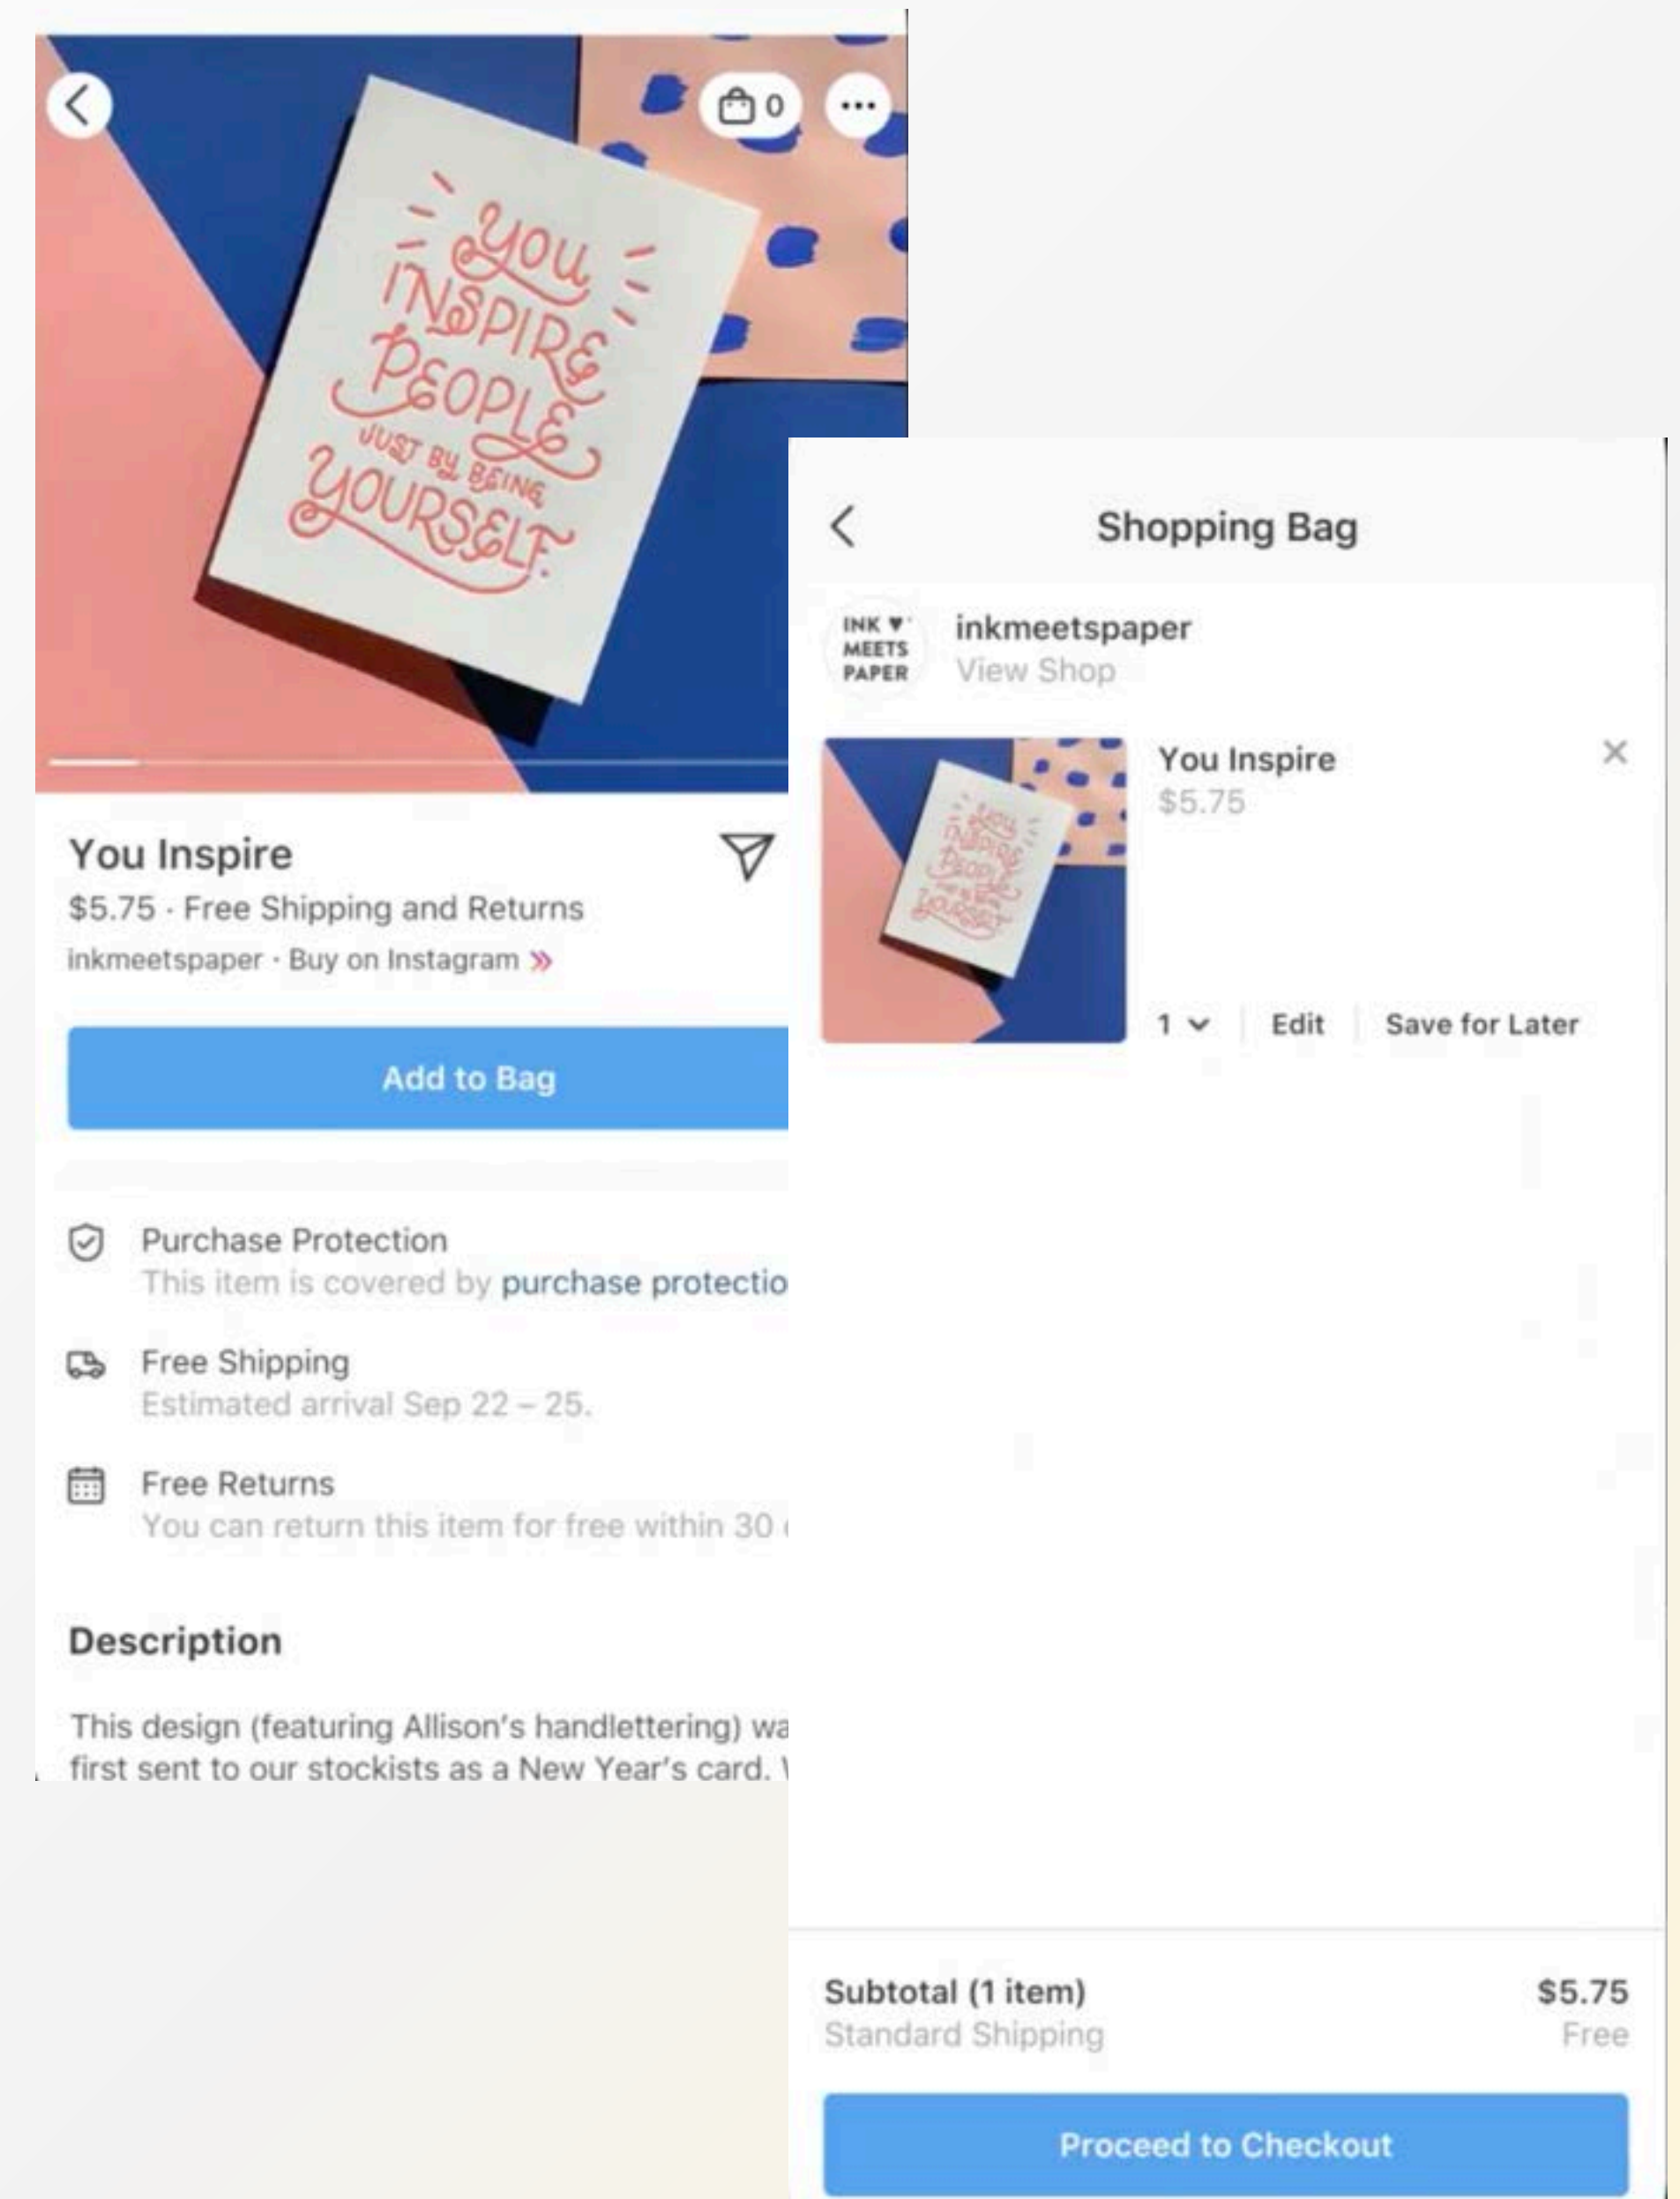 0
you
INSPIRE
PEOPLE
JUST BY BEING
YOURSELF.
You Inspire
$5.75 · Free Shipping and Returns
inkmeetspaper · Buy on Instagram
Add to Bag
Purchase Protection
This item is covered by purchase protectio
Free Shipping
Estimated arrival Sep 22 – 25.
Free Returns
You can return this item for free within 30
Description
This design (featuring Allison's handlettering) wa
first sent to our stockists as a New Year's card.
Shopping Bag
INK ♥
MEETS
PAPER
inkmeetspaper
View Shop
You Inspire
$5.75
you
INSPIRE
PEOPLE
YOURSELF
1 Edit Save for Later
Subtotal (1 item) $5.75
Standard Shipping Free
Proceed to Checkout